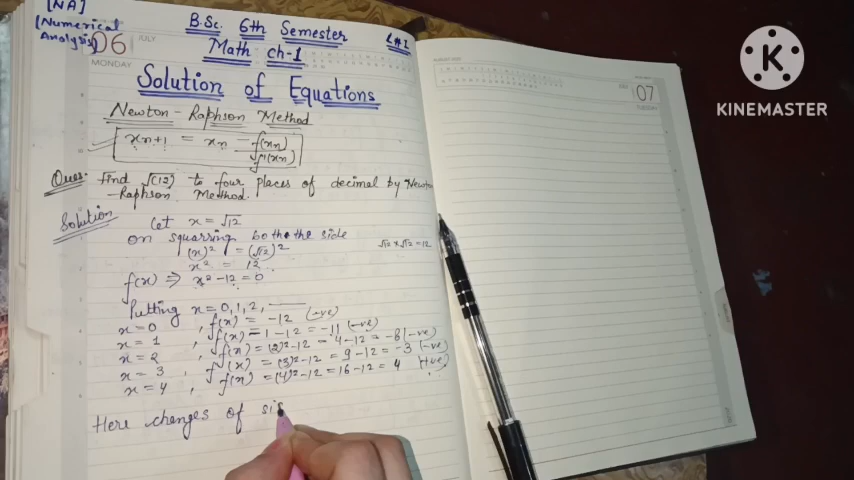 [NA]
[Numerical Analysis]
B.Sc. 6th Semester
L#1
06 JULY
MONDAY
Math ch-1
Solution of Equations
Newton-Raphson Method
xn+1 = xn - f(xn)/f'(xn)
Ques: Find √(12) to four places of decimal by Newton
-Raphson Method.
Solution
Let x = √12
on squarring bothe the side
(x)² = (√12)²
√12 x √12 = 12
x² = 12
f(x) ⇒ x² - 12 = 0
Putting x = 0, 1, 2, ——
x = 0 , f(x) = -12 (-ve)
x = 1 , f(x) = 1 - 12 = -11 (-ve)
x = 2 , f(x) = (2)² - 12 = 4 - 12 = -8 (-ve)
x = 3 , f(x) = (3)² - 12 = 9 - 12 = -3 (-ve)
x = 4 , f(x) = (4)² - 12 = 16 - 12 = 4 (+ve)
Here changes of sis
07
TUESDAY
K
KINEMASTER